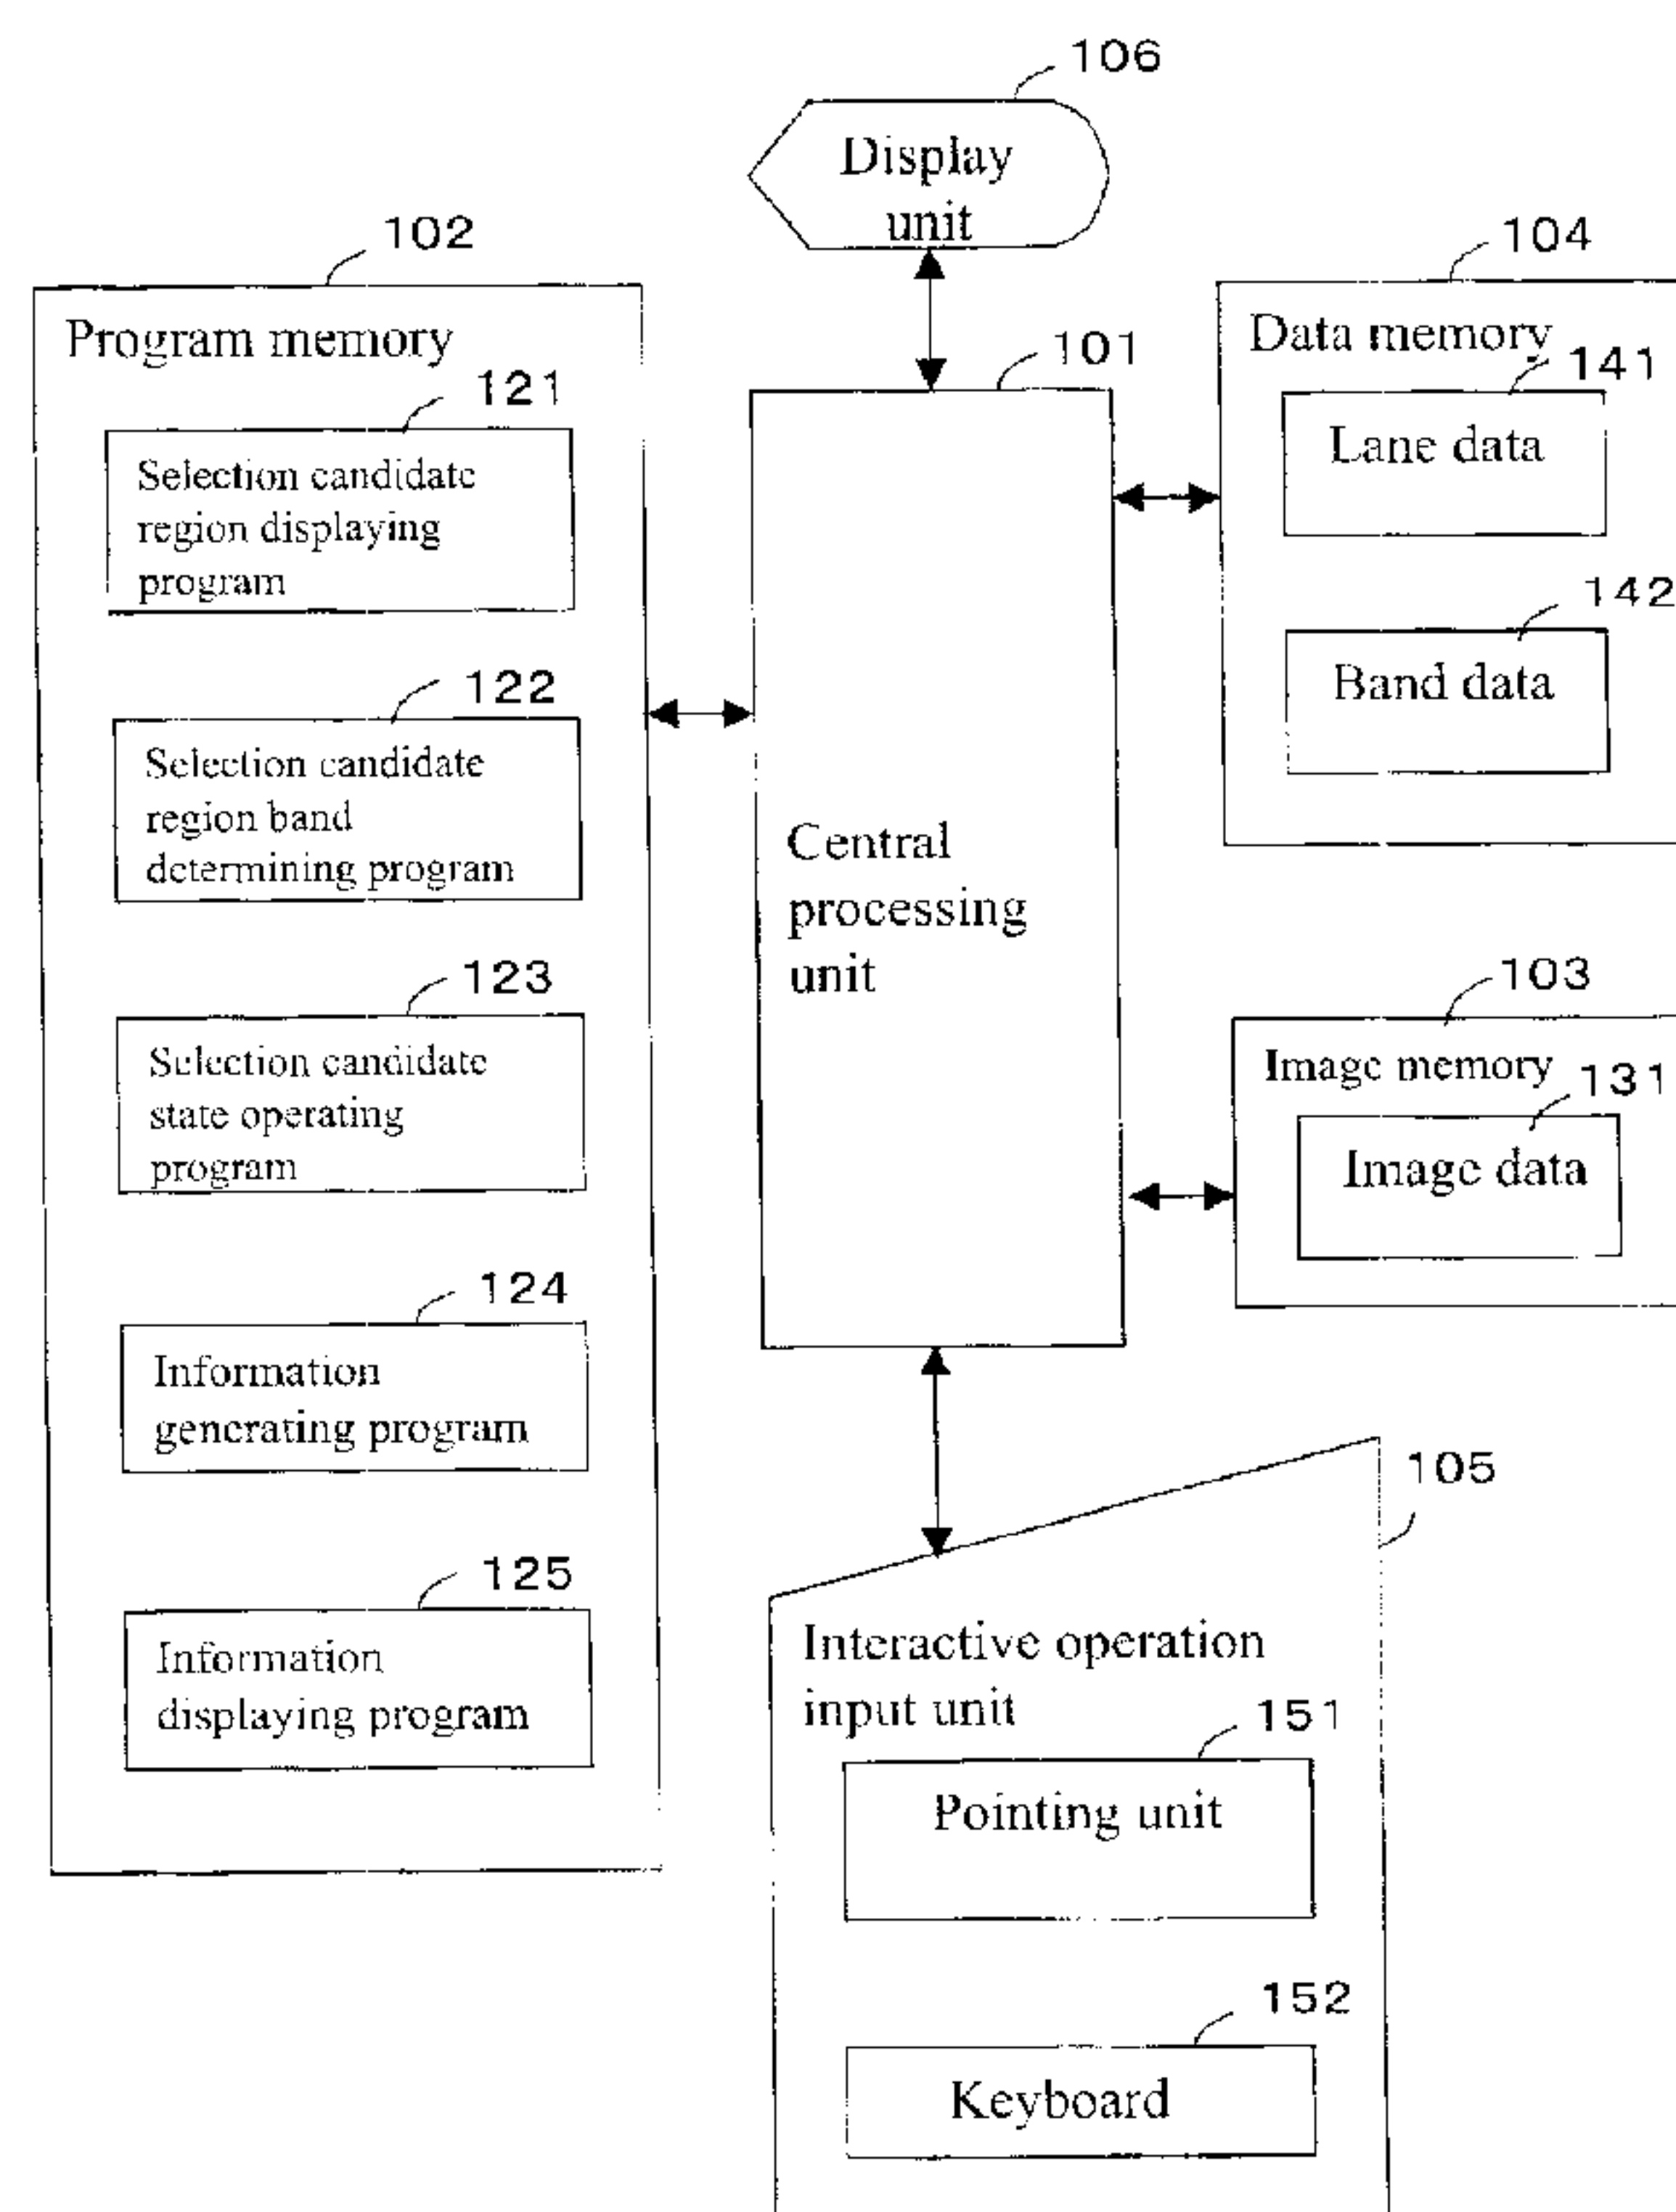 106
Display
unit
102
Program memory
121
Selection candidate
region displaying
program
122
Selection candidate
region band
determining program
123
Selection candidate
state operating
program
124
Information
generating program
125
Information
displaying program
101
Central
processing
unit
104
Data memory
141
Lane data
142
Band data
103
Image memory
131
Image data
105
Interactive operation
input unit
151
Pointing unit
152
Keyboard